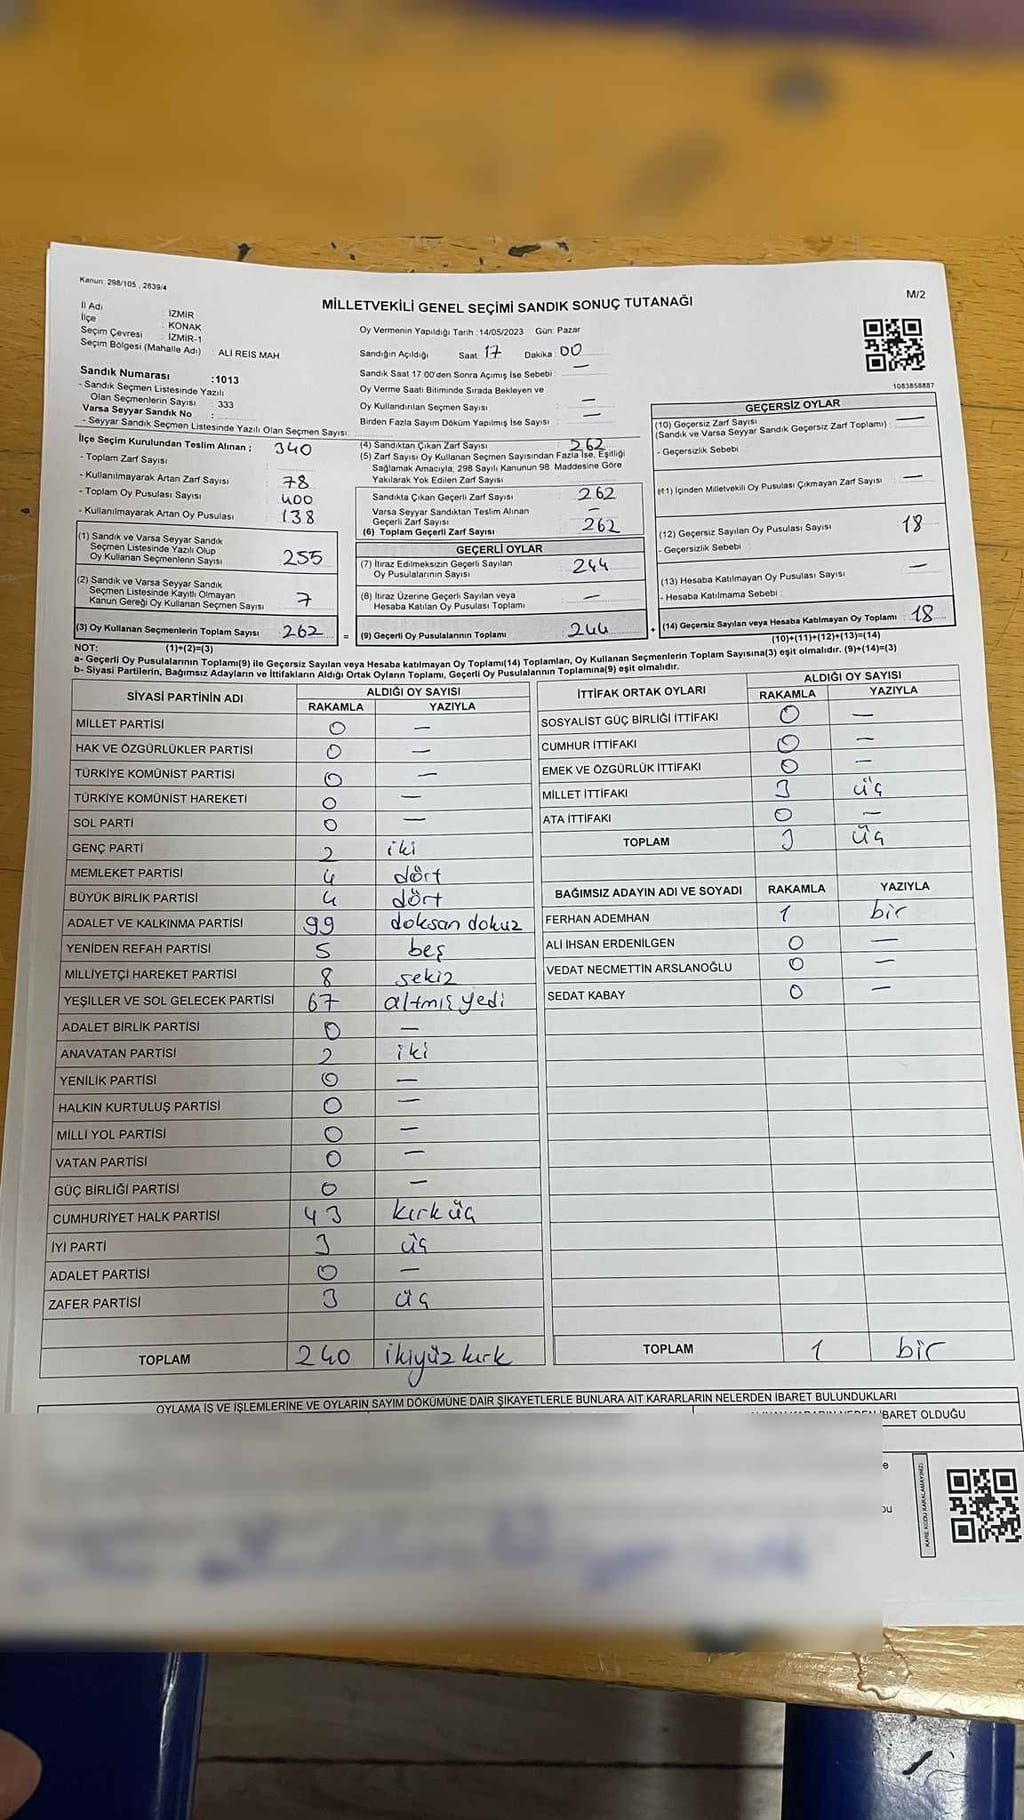 Kanun: 298/105 , 2839/4
MİLLETVEKİLİ GENEL SEÇİMİ SANDIK SONUÇ TUTANAĞI
M/2
İl Adı : İZMİR
İlçe : KONAK
Seçim Çevresi : İZMİR-1
Seçim Bölgesi (Mahalle Adı) : ALİ REİS MAH
Sandık Numarası :1013
- Sandık Seçmen Listesinde Yazılı
Olan Seçmenlerin Sayısı : 333
Varsa Seyyar Sandık No :
- Seyyar Sandık Seçmen Listesinde Yazılı Olan Seçmen Sayısı:
Oy Vermenin Yapıldığı Tarih :14/05/2023 Gün: Pazar
Sandığın Açıldığı Saat: 17 Dakika: 00
Sandık Saat 17.00'den Sonra Açımış İse Sebebi : —
Oy Verme Saati Bitiminde Sırada Bekleyen ve
Oy Kullandırılan Seçmen Sayısı : —
Birden Fazla Sayım Döküm Yapılmış İse Sayısı : —
1083858887
İlçe Seçim Kurulundan Teslim Alınan ; 340
- Toplam Zarf Sayısı :
- Kullanılmayarak Artan Zarf Sayısı : 78
- Toplam Oy Pusulası Sayısı : 400
- Kullanılmayarak Artan Oy Pusulası : 138
(1) Sandık ve Varsa Seyyar Sandık
Seçmen Listesinde Yazılı Olup
Oy Kullanan Seçmenlerin Sayısı : 255
(2) Sandık ve Varsa Seyyar Sandık
Seçmen Listesinde Kayıtlı Olmayan
Kanun Gereği Oy Kullanan Seçmen Sayısı : 7
(3) Oy Kullanan Seçmenlerin Toplam Sayısı : 262 =
(4) Sandıktan Çıkan Zarf Sayısı : 262
(5) Zarf Sayısı Oy Kullanan Seçmen Sayısından Fazla İse, Eşitliği
Sağlamak Amacıyla, 298 Sayılı Kanunun 98. Maddesine Göre
Yakılarak Yok Edilen Zarf Sayısı :
Sandıkta Çıkan Geçerli Zarf Sayısı : 262
Varsa Seyyar Sandıktan Teslim Alınan
Geçerli Zarf Sayısı : —
(6) Toplam Geçerli Zarf Sayısı : 262
GEÇERLİ OYLAR
(7) İtiraz Edilmeksizin Geçerli Sayılan
Oy Pusulalarının Sayısı : 244
(8) İtiraz Üzerine Geçerli Sayılan veya
Hesaba Katılan Oy Pusulası Toplamı : —
(9) Geçerli Oy Pusulalarının Toplamı : 244 +
GEÇERSİZ OYLAR
(10) Geçersiz Zarf Sayısı
(Sandık ve Varsa Seyyar Sandık Geçersiz Zarf Toplamı) : —
- Geçersizlik Sebebi :
(11) İçinden Milletvekili Oy Pusulası Çıkmayan Zarf Sayısı : —
(12) Geçersiz Sayılan Oy Pusulası Sayısı : 18
- Geçersizlik Sebebi :
(13) Hesaba Katılmayan Oy Pusulası Sayısı : —
- Hesaba Katılmama Sebebi :
(14) Geçersiz Sayılan veya Hesaba Katılmayan Oy Toplamı : 18
NOT: (1)+(2)=(3)
(10)+(11)+(12)+(13)=(14)
a- Geçerli Oy Pusulalarının Toplamı(9) ile Geçersiz Sayılan veya Hesaba katılmayan Oy Toplamı(14) Toplamları, Oy Kullanan Seçmenlerin Toplam Sayısına(3) eşit olmalıdır. (9)+(14)=(3)
b- Siyasi Partilerin, Bağımsız Adayların ve İttifakların Aldığı Ortak Oyların Toplamı, Geçerli Oy Pusulalarının Toplamına(9) eşit olmalıdır.
SİYASİ PARTİNİN ADI ALDIĞI OY SAYISI
RAKAMLA YAZIYLA
MİLLET PARTİSİ 0 —
HAK VE ÖZGÜRLÜKLER PARTİSİ 0 —
TÜRKİYE KOMÜNİST PARTİSİ 0 —
TÜRKİYE KOMÜNİST HAREKETİ 0 —
SOL PARTİ 0 —
GENÇ PARTİ 2 iki
MEMLEKET PARTİSİ 4 dört
BÜYÜK BİRLİK PARTİSİ 4 dört
ADALET VE KALKINMA PARTİSİ 99 doksan dokuz
YENİDEN REFAH PARTİSİ 5 beş
MİLLİYETÇİ HAREKET PARTİSİ 8 sekiz
YEŞİLLER VE SOL GELECEK PARTİSİ 67 altmış yedi
ADALET BİRLİK PARTİSİ 0 —
ANAVATAN PARTİSİ 2 iki
YENİLİK PARTİSİ 0 —
HALKIN KURTULUŞ PARTİSİ 0 —
MİLLİ YOL PARTİSİ 0 —
VATAN PARTİSİ 0 —
GÜÇ BİRLİĞİ PARTİSİ 0 —
CUMHURİYET HALK PARTİSİ 43 kırk üç
İYİ PARTİ 3 üç
ADALET PARTİSİ 0 —
ZAFER PARTİSİ 3 üç
TOPLAM 240 ikiyüz kırk
İTTİFAK ORTAK OYLARI ALDIĞI OY SAYISI
RAKAMLA YAZIYLA
SOSYALİST GÜÇ BİRLİĞİ İTTİFAKI 0 —
CUMHUR İTTİFAKI 0 —
EMEK VE ÖZGÜRLÜK İTTİFAKI 0 —
MİLLET İTTİFAKI 3 üç
ATA İTTİFAKI 0 —
TOPLAM 3 üç
BAĞIMSIZ ADAYIN ADI VE SOYADI RAKAMLA YAZIYLA
FERHAN ADEMHAN 1 bir
ALİ İHSAN ERDENİLGEN 0 —
VEDAT NECMETTİN ARSLANOĞLU 0 —
SEDAT KABAY 0 —
TOPLAM 1 bir
OYLAMA İŞ VE İŞLEMLERİNE VE OYLARIN SAYIM DÖKÜMÜNE DAİR ŞİKAYETLERLE BUNLARA AİT KARARLARIN NELERDEN İBARET BULUNDUKLARI
İBARET OLDUĞU
KARE KODU KARALAMAYINIZ!